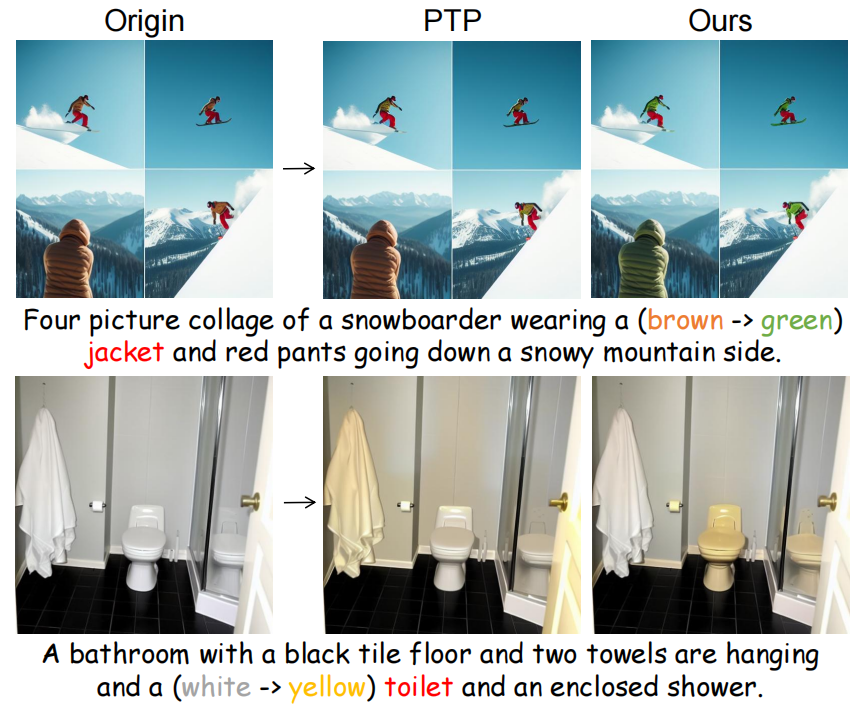 Origin PTP Ours
Four picture collage of a snowboarder wearing a (brown -> green)
jacket and red pants going down a snowy mountain side.
A bathroom with a black tile floor and two towels are hanging
and a (white -> yellow) toilet and an enclosed shower.